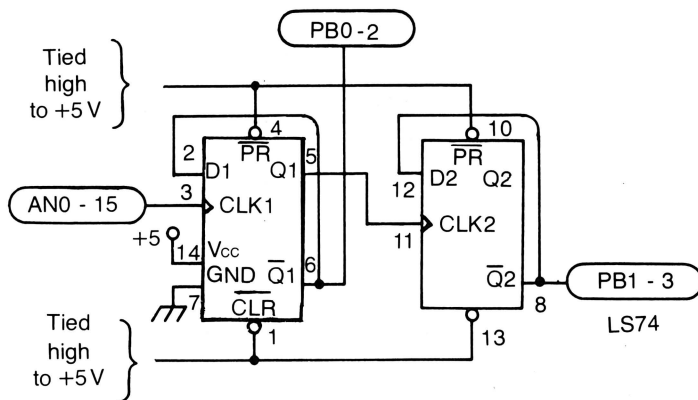 PB0-2
Tied
high
to +5 V
4
10
PR
PR
2
5
D1
Q1
12
D2
Q2
3
AN0 - 15
CLK1
11
CLK2
+5
14
Vcc
GND
Q1
6
Q2
8
PB1 - 3
7
CLR
LS74
1
13
Tied
high
to +5 V